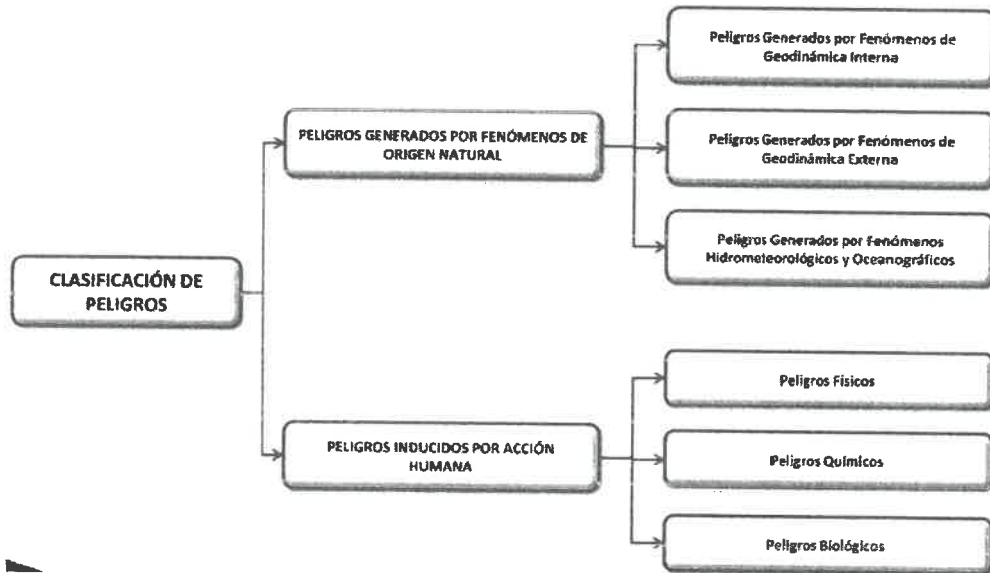 CLASIFICACIÓN DE
PELIGROS
PELIGROS GENERADOS POR FENÓMENOS DE
ORIGEN NATURAL
Peligros Generados por Fenómenos de
Geodinámica Interna
Peligros Generados por Fenómenos de
Geodinámica Externa
Peligros Generados por Fenómenos
Hidrometeorológicos y Oceanográficos
PELIGROS INDUCIDOS POR ACCIÓN
HUMANA
Peligros Físicos
Peligros Químicos
Peligros Biológicos